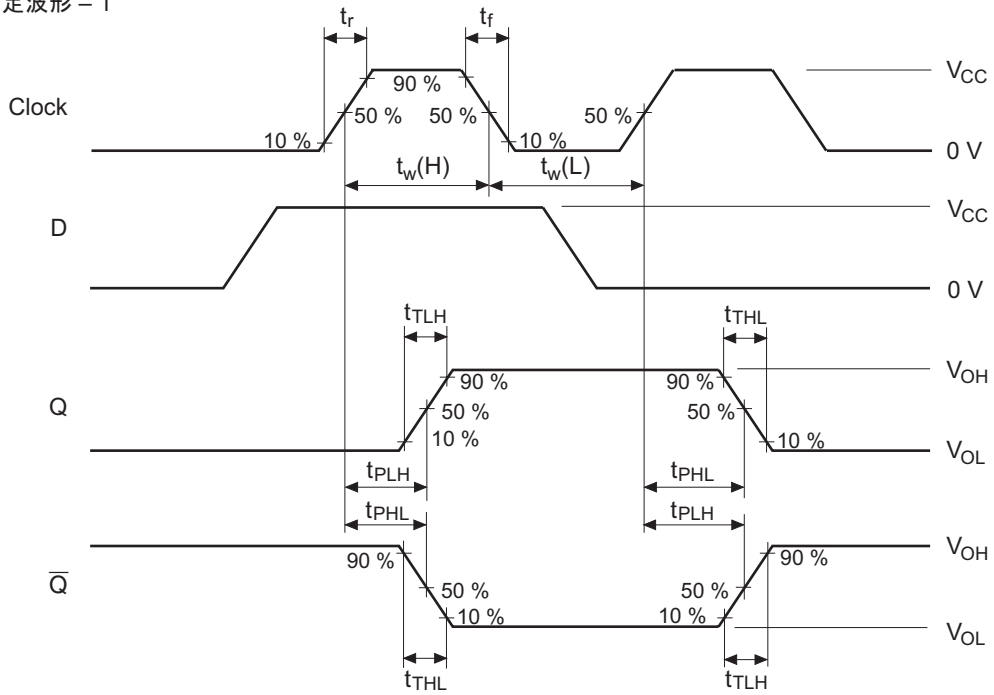 定波形 – 1
tr
tf
VCC
90 %
Clock
50 %
50 %
50 %
10 %
10 %
0 V
tw(H)
tw(L)
VCC
D
0 V
tTLH
tTHL
VOH
90 %
90 %
Q
50 %
50 %
10 %
10 %
VOL
tPLH
tPHL
tPHL
tPLH
VOH
90 %
90 %
Q
50 %
50 %
10 %
10 %
VOL
tTHL
tTLH